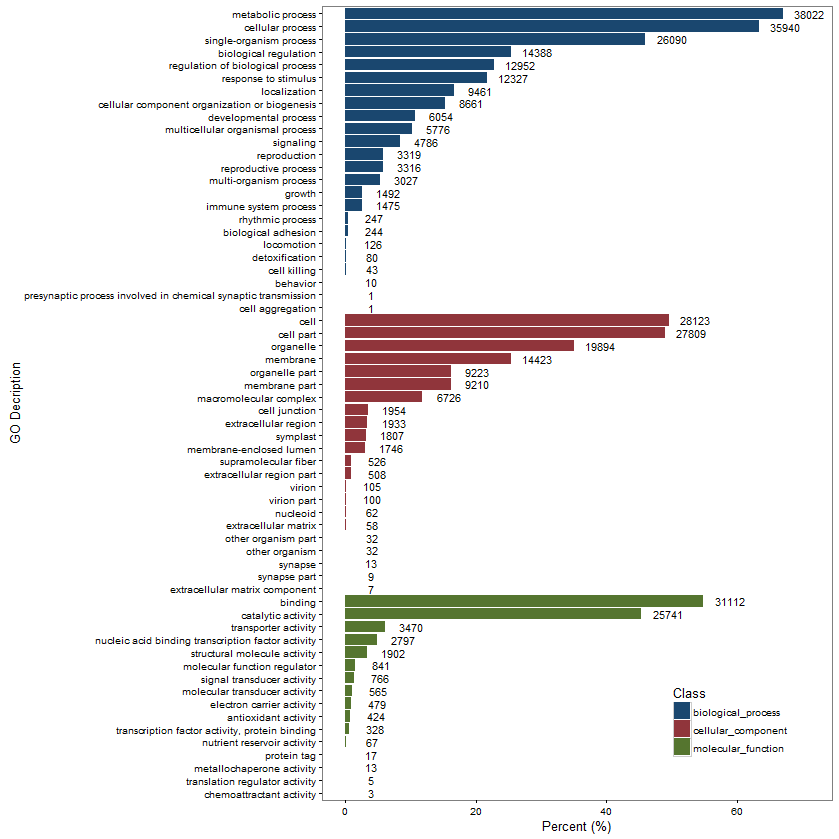 metabolic process 38022
cellular process 35940
single-organism process 26090
biological regulation 14388
regulation of biological process 12952
response to stimulus 12327
localization 9461
cellular component organization or biogenesis 8661
developmental process 6054
multicellular organismal process 5776
signaling 4786
reproduction 3319
reproductive process 3316
multi-organism process 3027
growth 1492
immune system process 1475
rhythmic process 247
biological adhesion 244
locomotion 126
detoxification 80
cell killing 43
behavior 10
presynaptic process involved in chemical synaptic transmission 1
cell aggregation 1
cell 28123
cell part 27809
organelle 19894
membrane 14423
organelle part 9223
membrane part 9210
macromolecular complex 6726
cell junction 1954
extracellular region 1933
symplast 1807
membrane-enclosed lumen 1746
supramolecular fiber 526
extracellular region part 508
virion 105
virion part 100
nucleoid 62
extracellular matrix 58
other organism part 32
other organism 32
synapse 13
synapse part 9
extracellular matrix component 7
binding 31112
catalytic activity 25741
transporter activity 3470
nucleic acid binding transcription factor activity 2797
structural molecule activity 1902
molecular function regulator 841
signal transducer activity 766
molecular transducer activity 565
electron carrier activity 479
antioxidant activity 424
transcription factor activity, protein binding 328
nutrient reservoir activity 67
protein tag 17
metallochaperone activity 13
translation regulator activity 5
chemoattractant activity 3
GO Decription
Class
biological_process
cellular_component
molecular_function
0 20 40 60
Percent (%)